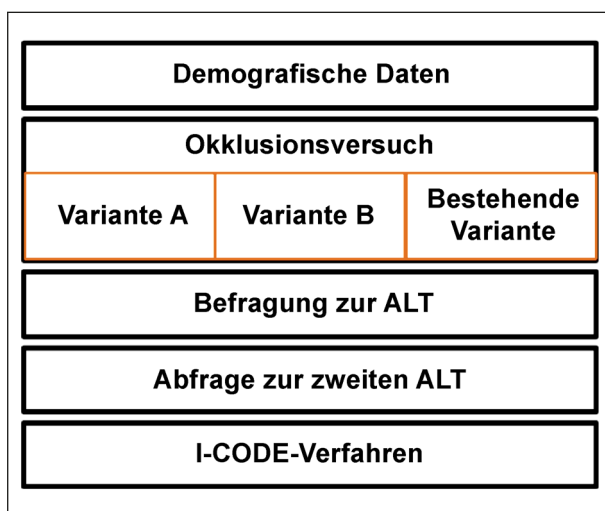 Demografische Daten
Okklusionsversuch
Variante A
Variante B
Bestehende
Variante
Befragung zur ALT
Abfrage zur zweiten ALT
I-CODE-Verfahren